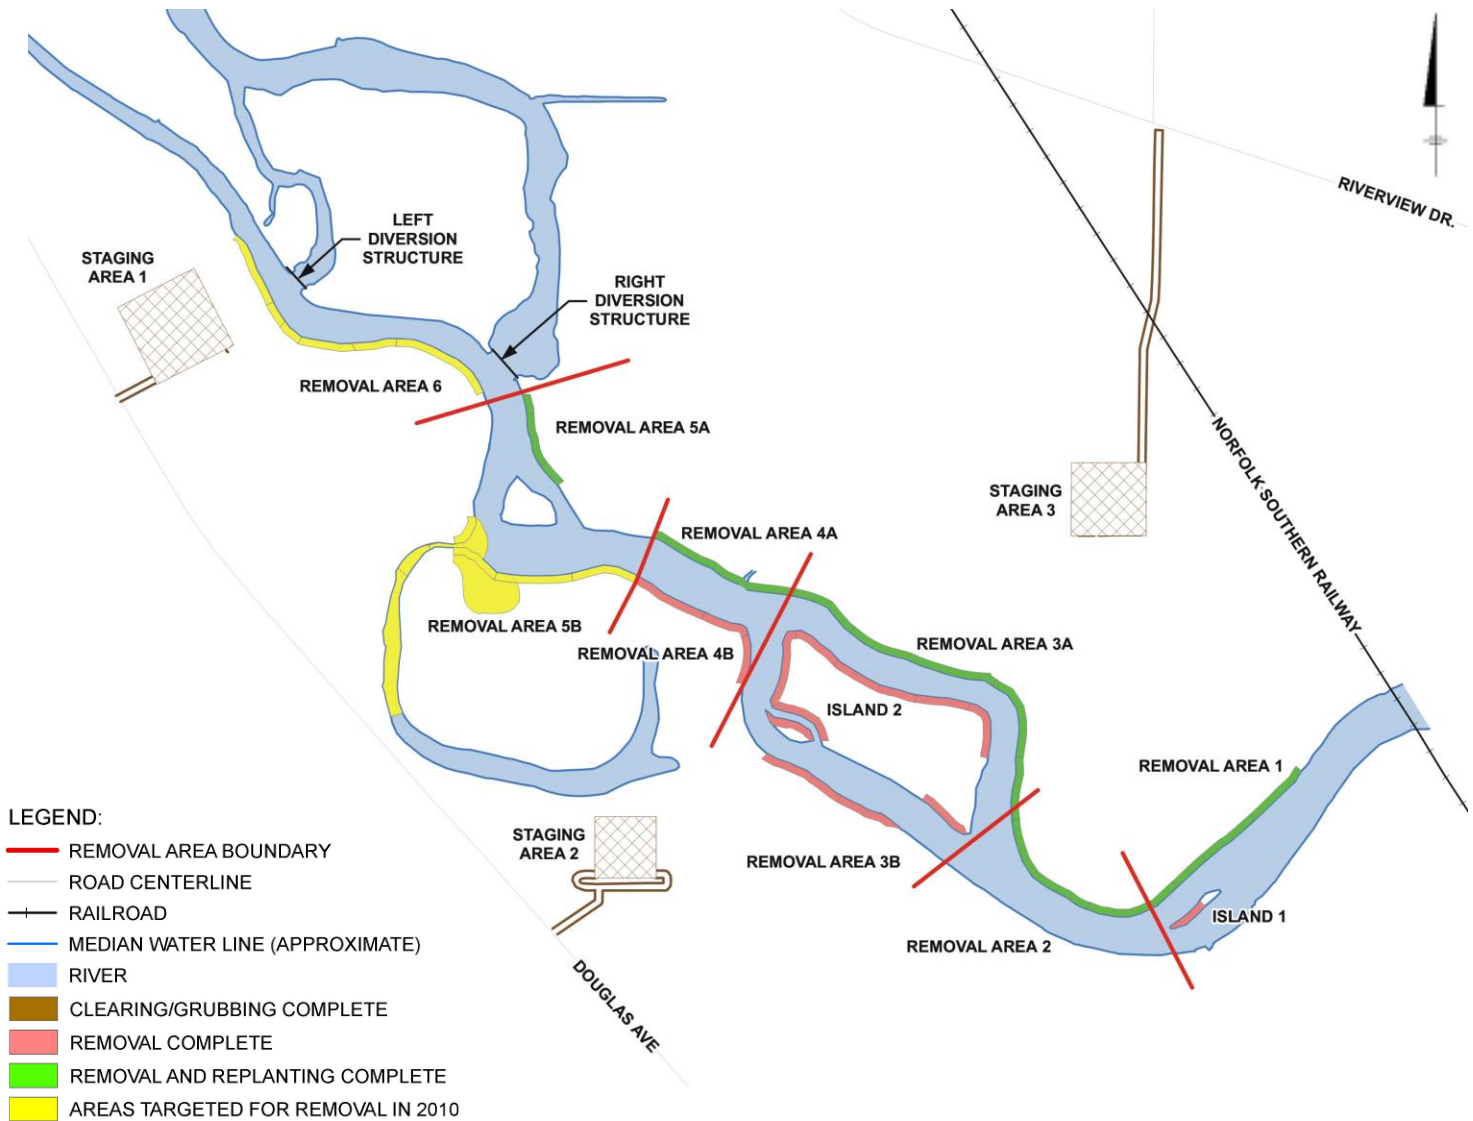 RIVERVIEW DR.
LEFT
DIVERSION
STRUCTURE
STAGING
AREA 1
RIGHT
DIVERSION
STRUCTURE
REMOVAL AREA 6
REMOVAL AREA 5A
NORFOLK SOUTHERN RAILWAY
STAGING
AREA 3
REMOVAL AREA 4A
REMOVAL AREA 5B
REMOVAL AREA 4B
REMOVAL AREA 3A
ISLAND 2
REMOVAL AREA 1
STAGING
AREA 2
REMOVAL AREA 3B
ISLAND 1
REMOVAL AREA 2
DOUGLAS AVE
LEGEND:
REMOVAL AREA BOUNDARY
ROAD CENTERLINE
RAILROAD
MEDIAN WATER LINE (APPROXIMATE)
RIVER
CLEARING/GRUBBING COMPLETE
REMOVAL COMPLETE
REMOVAL AND REPLANTING COMPLETE
AREAS TARGETED FOR REMOVAL IN 2010